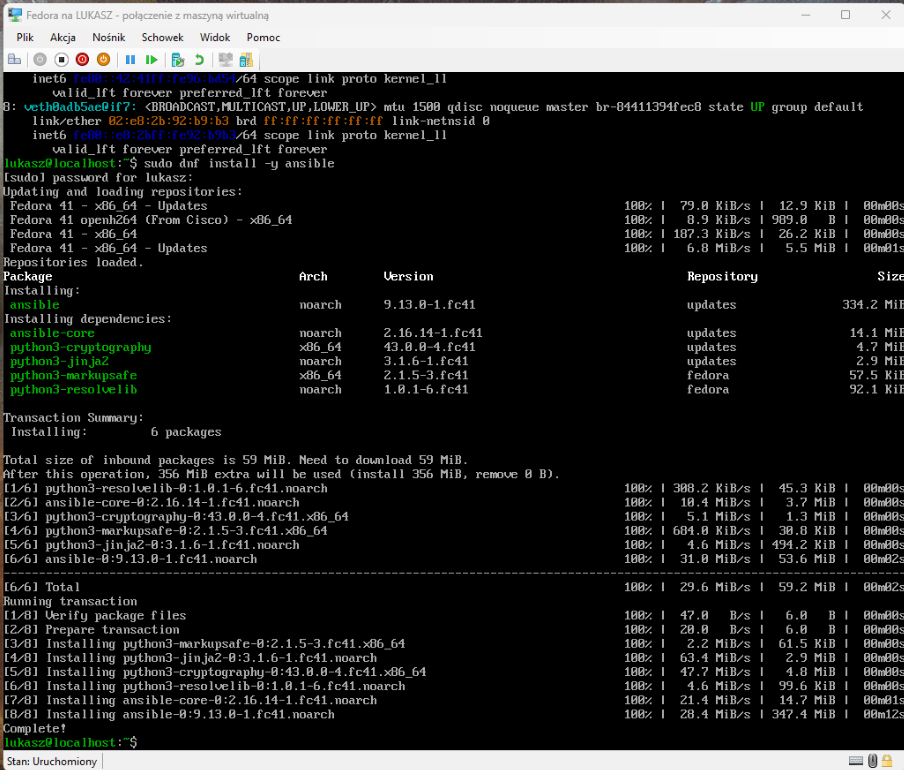 Fedora na LUKASZ - połączenie z maszyną wirtualną
Plik Akcja Nośnik Schowek Widok Pomoc
inet6 fe80::42:41ff:fe96:bd54/64 scope link proto kernel_ll
valid_lft forever preferred_lft forever
8: veth0adb5ae@if7: <BROADCAST,MULTICAST,UP,LOWER_UP> mtu 1500 qdisc noqueue master br-84411394fec8 state UP group default
link/ether 02:e8:2b:92:b9:b3 brd ff:ff:ff:ff:ff:ff link-netnsid 0
inet6 fe80::e8:2bff:fe92:b9b3/64 scope link proto kernel_ll
valid_lft forever preferred_lft forever
lukasz@localhost:~$ sudo dnf install -y ansible
[sudo] password for lukasz:
Updating and loading repositories:
Fedora 41 - x86_64 - Updates 100% | 79.0 KiB/s | 12.9 KiB | 00m00s
Fedora 41 openh264 (From Cisco) - x86_64 100% | 8.9 KiB/s | 989.0 B | 00m00s
Fedora 41 - x86_64 100% | 187.3 KiB/s | 26.2 KiB | 00m00s
Fedora 41 - x86_64 - Updates 100% | 6.8 MiB/s | 5.5 MiB | 00m01s
Repositories loaded.
Package Arch Version Repository Size
Installing:
ansible noarch 9.13.0-1.fc41 updates 334.2 MiB
Installing dependencies:
ansible-core noarch 2.16.14-1.fc41 updates 14.1 MiB
python3-cryptography x86_64 43.0.0-4.fc41 updates 4.7 MiB
python3-jinja2 noarch 3.1.6-1.fc41 updates 2.9 MiB
python3-markupsafe x86_64 2.1.5-3.fc41 fedora 57.5 KiB
python3-resolvelib noarch 1.0.1-6.fc41 fedora 92.1 KiB
Transaction Summary:
Installing: 6 packages
Total size of inbound packages is 59 MiB. Need to download 59 MiB.
After this operation, 356 MiB extra will be used (install 356 MiB, remove 0 B).
[1/6] python3-resolvelib-0:1.0.1-6.fc41.noarch 100% | 308.2 KiB/s | 45.3 KiB | 00m00s
[2/6] ansible-core-0:2.16.14-1.fc41.noarch 100% | 10.4 MiB/s | 3.7 MiB | 00m00s
[3/6] python3-cryptography-0:43.0.0-4.fc41.x86_64 100% | 5.1 MiB/s | 1.3 MiB | 00m00s
[4/6] python3-markupsafe-0:2.1.5-3.fc41.x86_64 100% | 684.0 KiB/s | 30.8 KiB | 00m00s
[5/6] python3-jinja2-0:3.1.6-1.fc41.noarch 100% | 4.6 MiB/s | 494.2 KiB | 00m00s
[6/6] ansible-0:9.13.0-1.fc41.noarch 100% | 31.0 MiB/s | 53.6 MiB | 00m02s
[6/6] Total 100% | 29.6 MiB/s | 59.2 MiB | 00m02s
Running transaction
[1/8] Verify package files 100% | 47.0 B/s | 6.0 B | 00m00s
[2/8] Prepare transaction 100% | 20.0 B/s | 6.0 B | 00m00s
[3/8] Installing python3-markupsafe-0:2.1.5-3.fc41.x86_64 100% | 2.2 MiB/s | 61.5 KiB | 00m00s
[4/8] Installing python3-jinja2-0:3.1.6-1.fc41.noarch 100% | 63.4 MiB/s | 2.9 MiB | 00m00s
[5/8] Installing python3-cryptography-0:43.0.0-4.fc41.x86_64 100% | 47.7 MiB/s | 4.8 MiB | 00m00s
[6/8] Installing python3-resolvelib-0:1.0.1-6.fc41.noarch 100% | 4.6 MiB/s | 99.6 KiB | 00m00s
[7/8] Installing ansible-core-0:2.16.14-1.fc41.noarch 100% | 21.4 MiB/s | 14.7 MiB | 00m01s
[8/8] Installing ansible-0:9.13.0-1.fc41.noarch 100% | 28.4 MiB/s | 347.4 MiB | 00m12s
Complete!
lukasz@localhost:~$
Stan: Uruchomiony